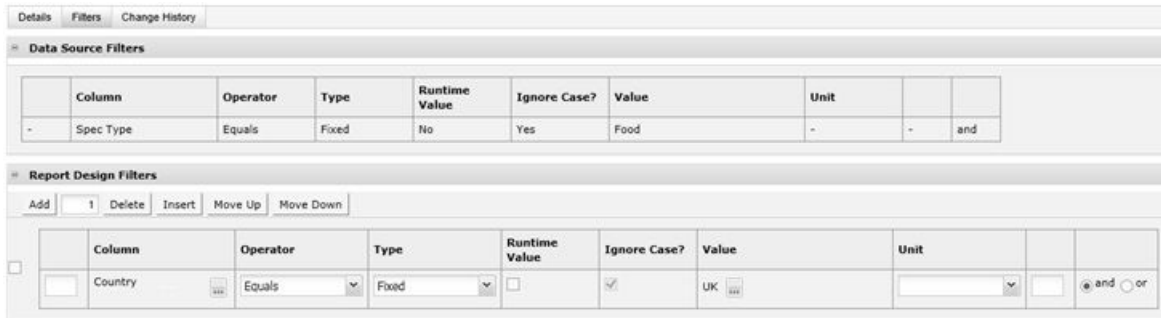 Details Filters Change History
Data Source Filters
Column Operator Type Runtime Value Ignore Case? Value Unit
- Spec Type Equals Fixed No Yes Food - - and
Report Design Filters
Add 1 Delete Insert Move Up Move Down
Column Operator Type Runtime Value Ignore Case? Value Unit
Country ... Equals Fixed UK ... and or